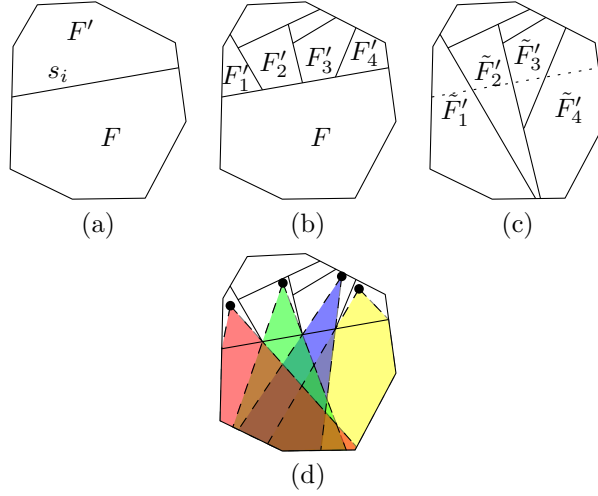 F′
s_i
F
(a)
F′_1 F′_2 F′_3 F′_4
F
(b)
F̃′_1 F̃′_2 F̃′_3 F̃′_4
(c)
(d)